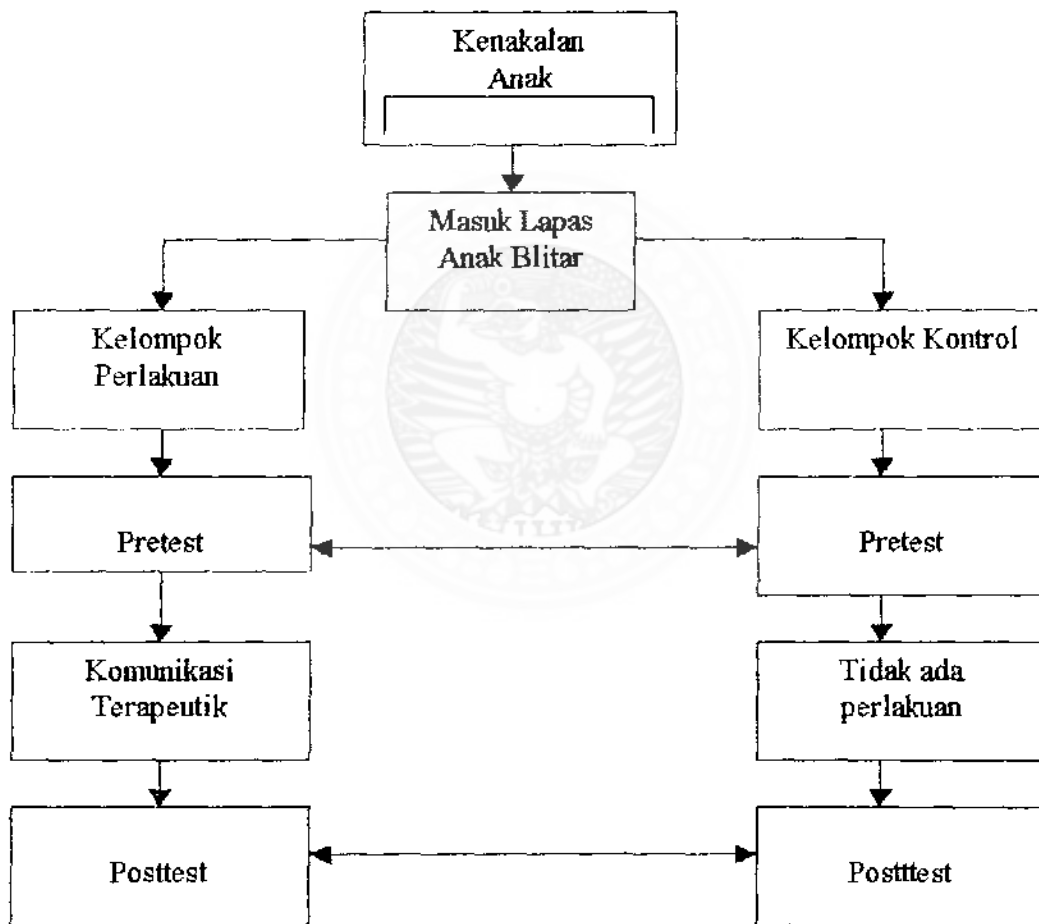 Kenakalan
Anak
Masuk Lapas
Anak Blitar
Kelompok
Perlakuan
Kelompok Kontrol
Pretest
Pretest
Komunikasi
Terapeutik
Tidak ada
perlakuan
Posttest
Postttest